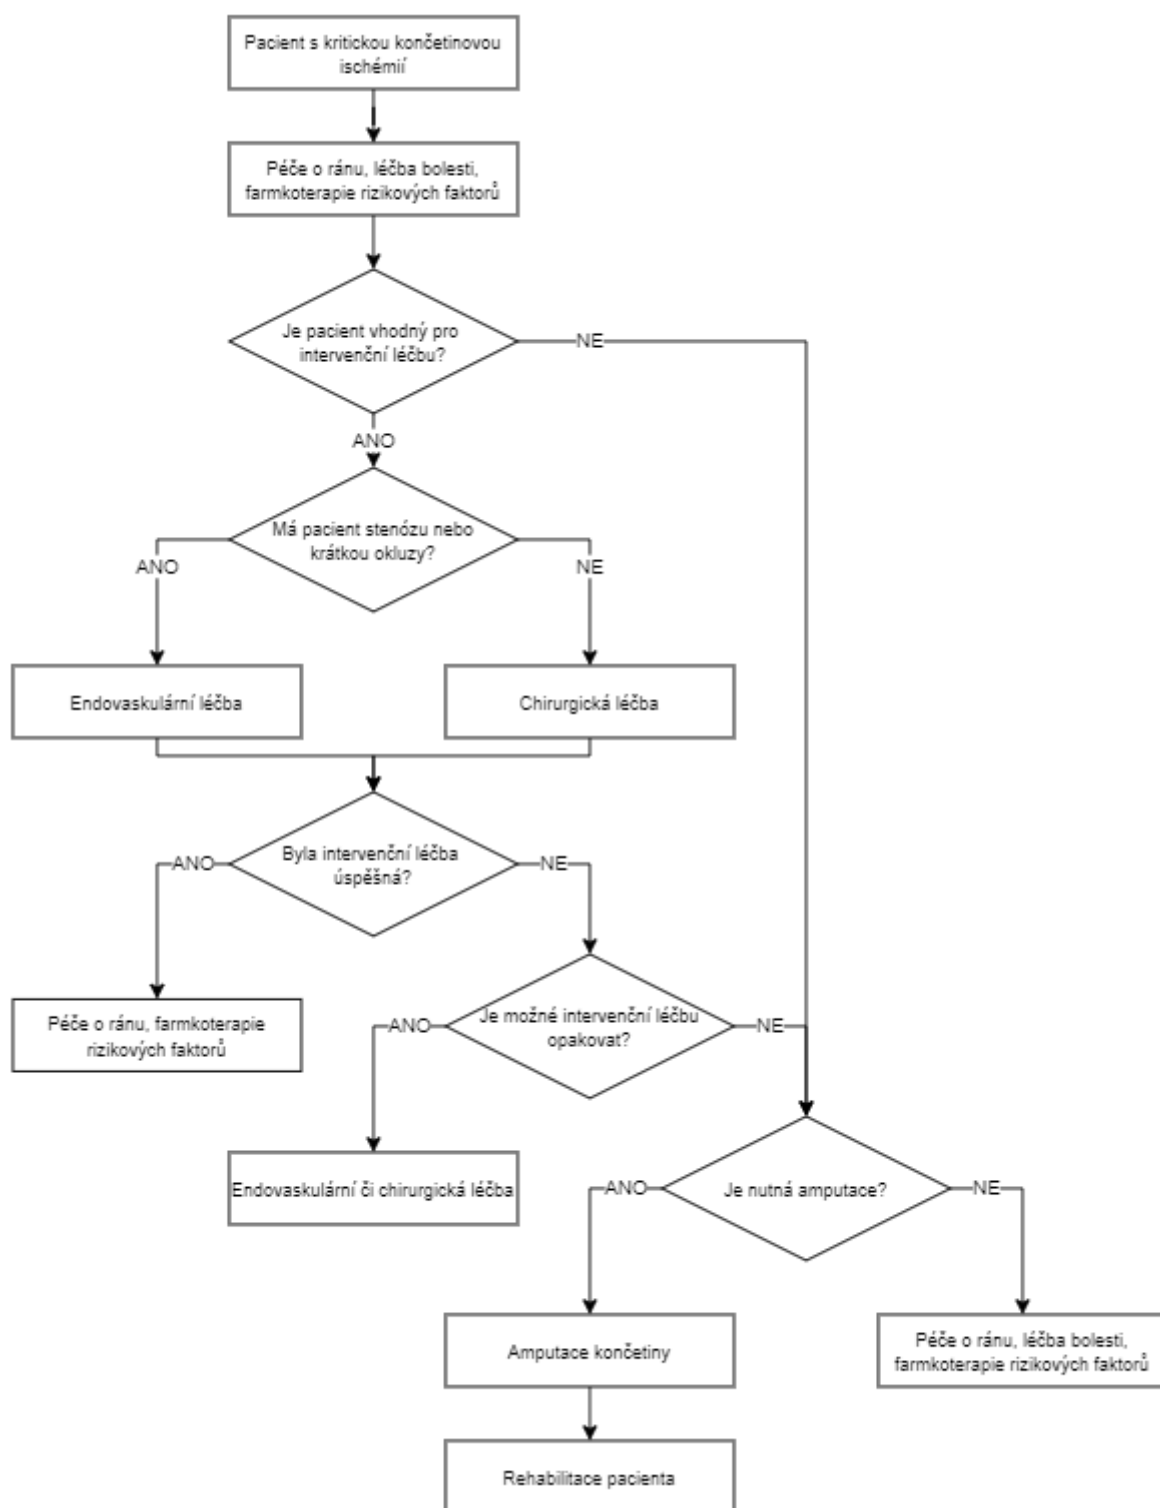 Pacient s kritickou končetinovou
ischémií
Péče o ránu, léčba bolesti,
farmkoterapie rizikových faktorů
Je pacient vhodný pro
intervenční léčbu?
NE
ANO
Má pacient stenózu nebo
krátkou okluzy?
ANO
NE
Endovaskulární léčba
Chirurgická léčba
Byla intervenční léčba
úspěšná?
ANO
NE
Péče o ránu, farmkoterapie
rizikových faktorů
Je možné intervenční léčbu
opakovat?
ANO
NE
Endovaskulární či chirurgická léčba
Je nutná amputace?
ANO
NE
Amputace končetiny
Péče o ránu, léčba bolesti,
farmkoterapie rizikových faktorů
Rehabilitace pacienta